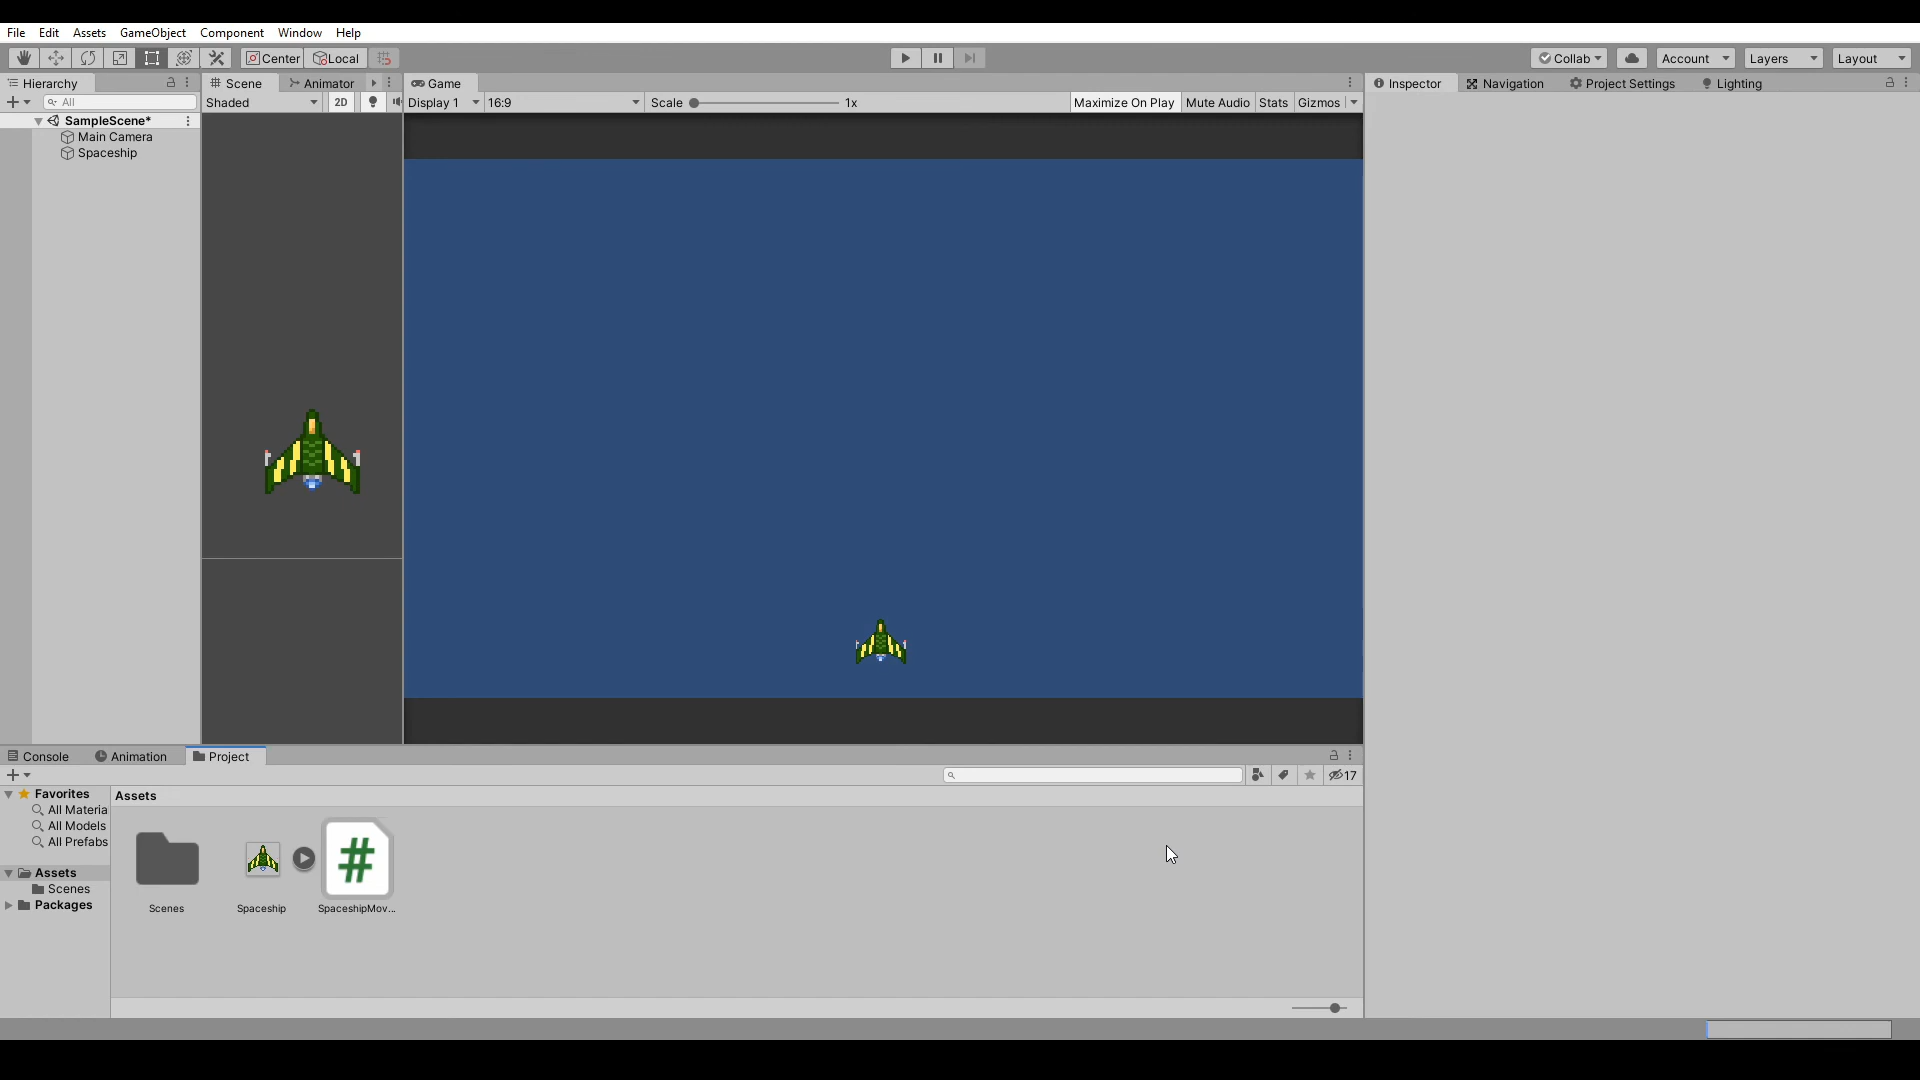 File Edit Assets GameObject Component Window Help
Center Local Collab Account Layers Layout
Hierarchy Scene Animator Game Inspector Navigation Project Settings Lighting
All Shaded 2D Display 1 16:9 Scale 1x Maximize On Play Mute Audio Stats Gizmos
SampleScene*
Main Camera
Spaceship
Console Animation Project
17
Favorites Assets
All Materia
All Models
All Prefabs
Assets
Scenes
Packages
Scenes Spaceship SpaceshipMov...